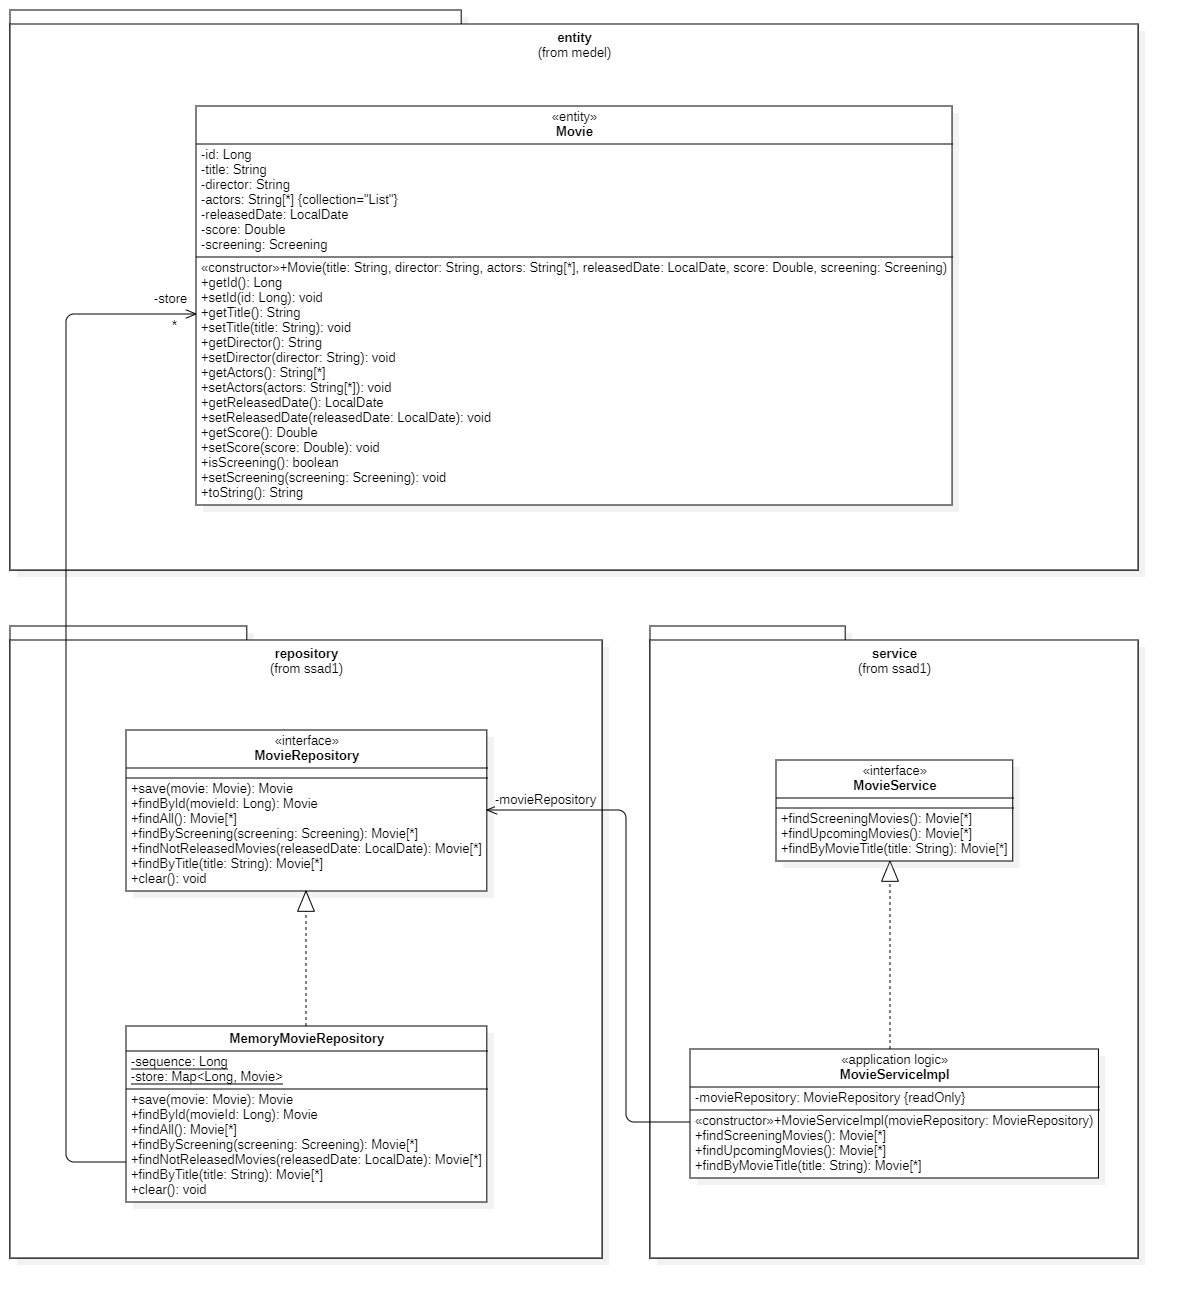 entity
(from medel)
«entity»
Movie
-id: Long
-title: String
-director: String
-actors: String[*] {collection="List"}
-releasedDate: LocalDate
-score: Double
-screening: Screening
«constructor»+Movie(title: String, director: String, actors: String[*], releasedDate: LocalDate, score: Double, screening: Screening)
+getId(): Long
+setId(id: Long): void
+getTitle(): String
+setTitle(title: String): void
+getDirector(): String
+setDirector(director: String): void
+getActors(): String[*]
+setActors(actors: String[*]): void
+getReleasedDate(): LocalDate
+setReleasedDate(releasedDate: LocalDate): void
+getScore(): Double
+setScore(score: Double): void
+isScreening(): boolean
+setScreening(screening: Screening): void
+toString(): String
-store
*
repository
(from ssad1)
«interface»
MovieRepository
+save(movie: Movie): Movie
+findById(movieId: Long): Movie
+findAll(): Movie[*]
+findByScreening(screening: Screening): Movie[*]
+findNotReleasedMovies(releasedDate: LocalDate): Movie[*]
+findByTitle(title: String): Movie[*]
+clear(): void
-movieRepository
MemoryMovieRepository
-sequence: Long
-store: Map<Long, Movie>
+save(movie: Movie): Movie
+findById(movieId: Long): Movie
+findAll(): Movie[*]
+findByScreening(screening: Screening): Movie[*]
+findNotReleasedMovies(releasedDate: LocalDate): Movie[*]
+findByTitle(title: String): Movie[*]
+clear(): void
service
(from ssad1)
«interface»
MovieService
+findScreeningMovies(): Movie[*]
+findUpcomingMovies(): Movie[*]
+findByMovieTitle(title: String): Movie[*]
«application logic»
MovieServiceImpl
-movieRepository: MovieRepository {readOnly}
«constructor»+MovieServiceImpl(movieRepository: MovieRepository)
+findScreeningMovies(): Movie[*]
+findUpcomingMovies(): Movie[*]
+findByMovieTitle(title: String): Movie[*]